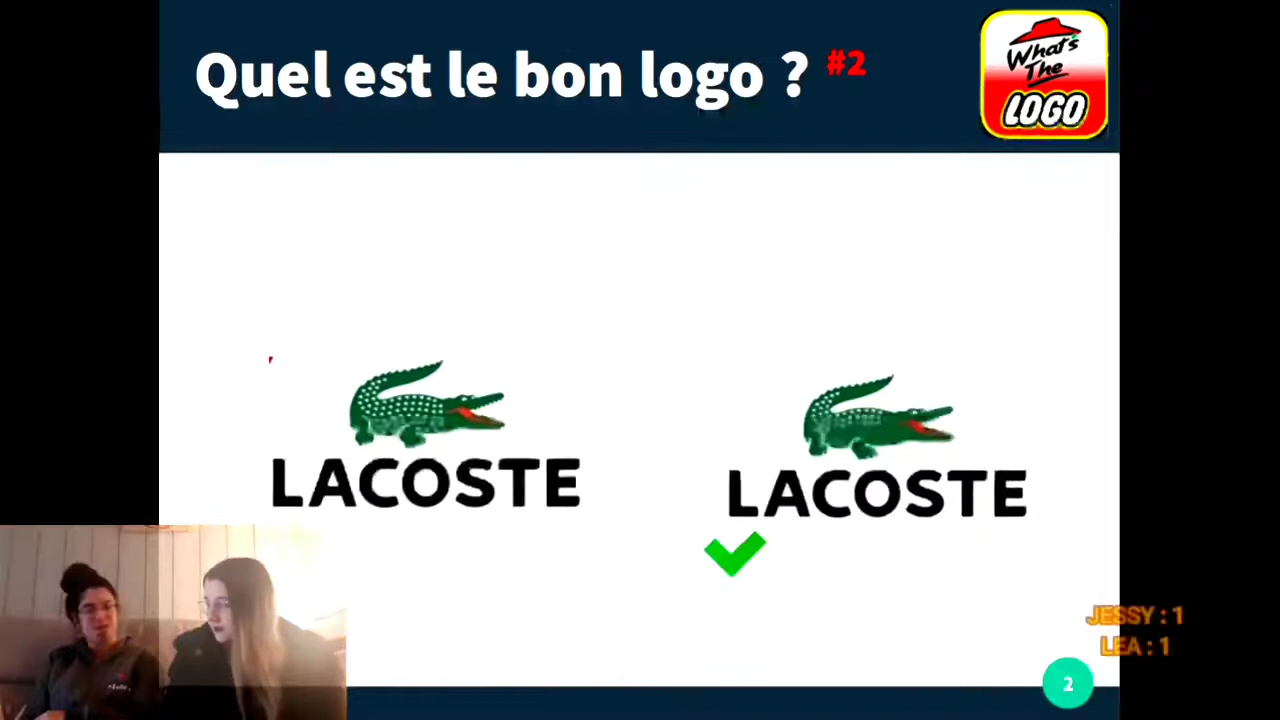 Quel est le bon logo ? #2
What's
The
LOGO
LACOSTE
LACOSTE
JESSY : 1
LEA : 1
2